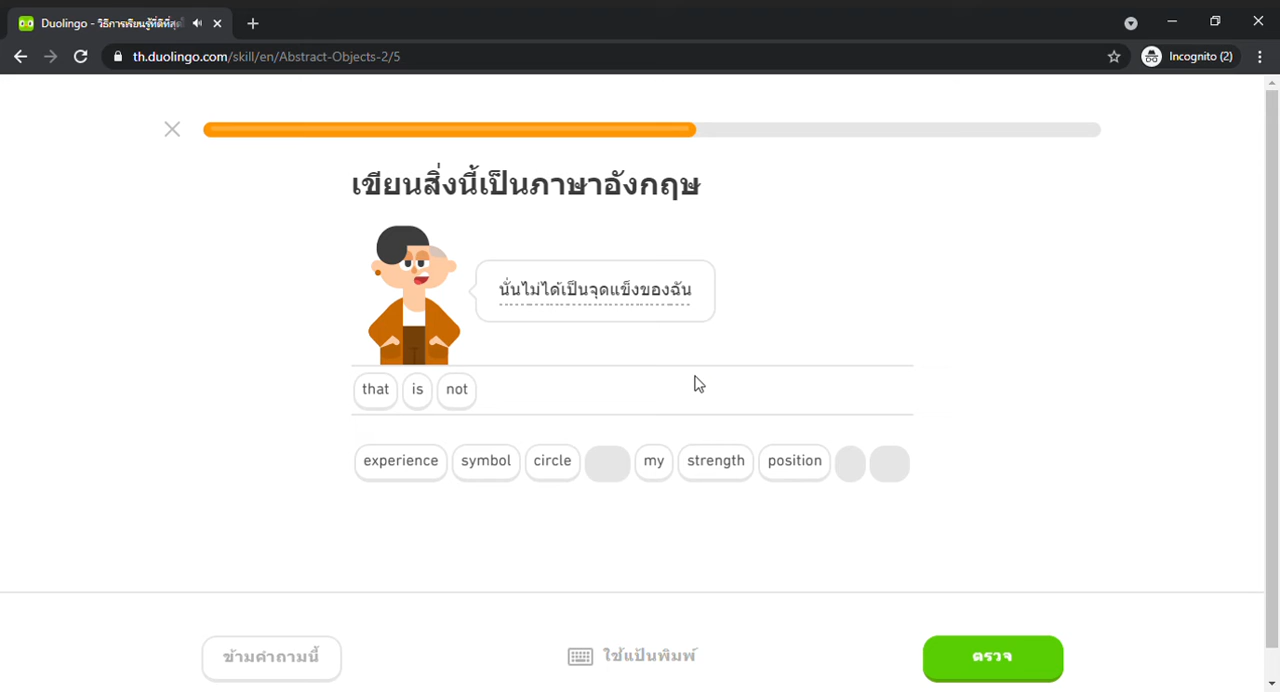 Duolingo - วิธีการเรียนรู้ที่ดีที่สุด
th.duolingo.com/skill/en/Abstract-Objects-2/5
Incognito (2)
เขียนสิ่งนี้เป็นภาษาอังกฤษ
นั่นไม่ได้เป็นจุดแข็งของฉัน
that is not
experience symbol circle my strength position
ข้ามคำถามนี้
ใช้แป้นพิมพ์
ตรวจ